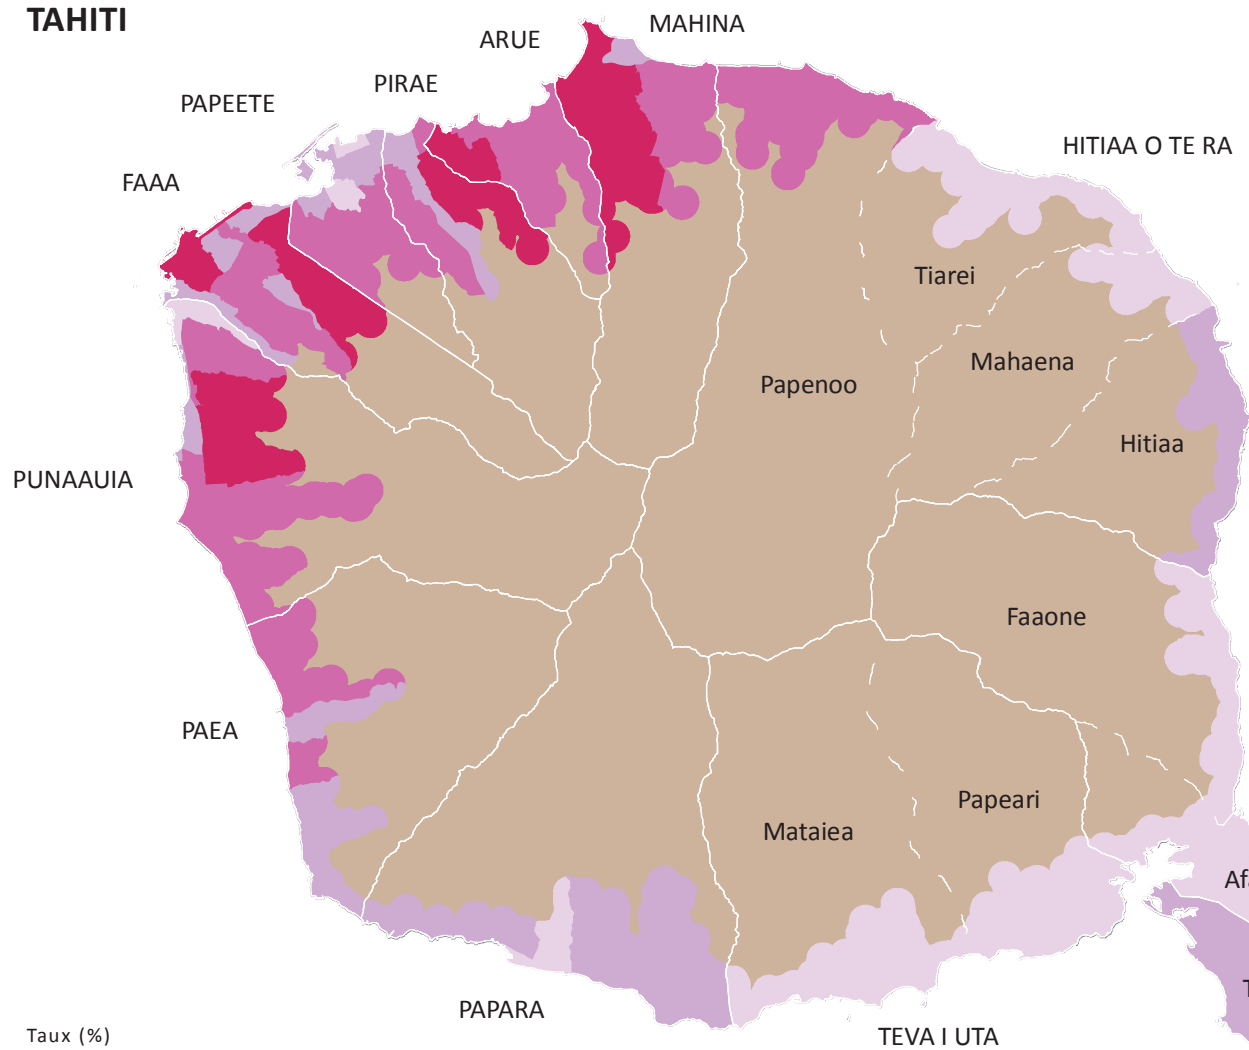 TAHITI
MAHINA
ARUE
PIRAE
PAPEETE
HITIAA O TE RA
FAAA
Tiarei
Mahaena
Papenoo
Hitiaa
PUNAAUIA
Faaone
PAEA
Papeari
Mataiea
Af
T
PAPARA
Taux (%)
TEVA I UTA